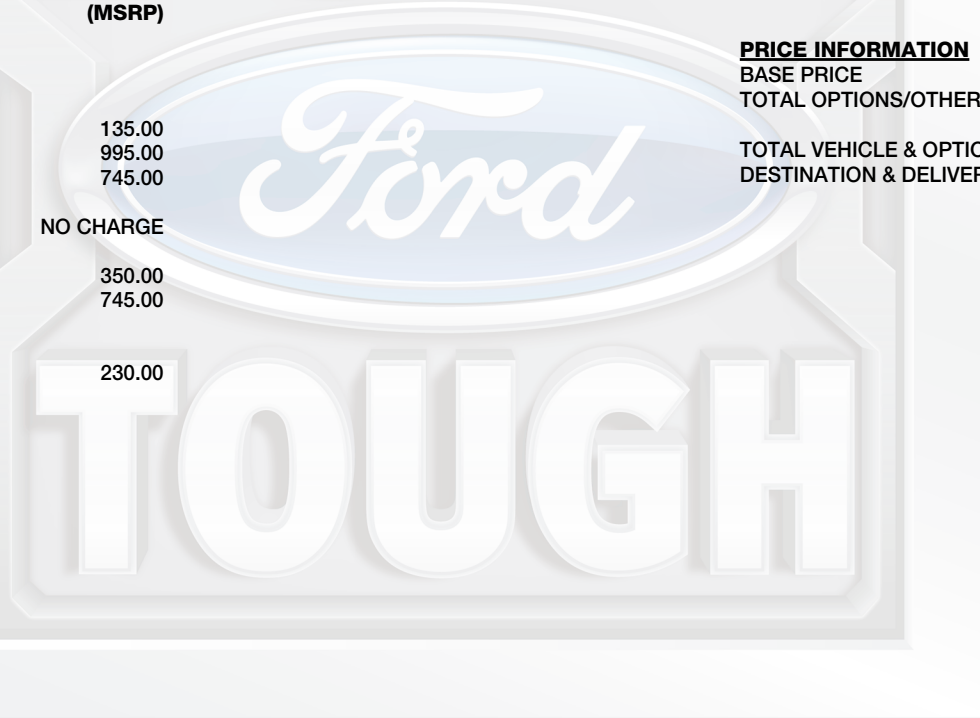 (MSRP)
135.00
995.00
745.00
NO CHARGE
350.00
745.00
230.00
PRICE INFORMATION
BASE PRICE
TOTAL OPTIONS/OTHER
TOTAL VEHICLE & OPTIO
DESTINATION & DELIVER
Ford
TOUGH